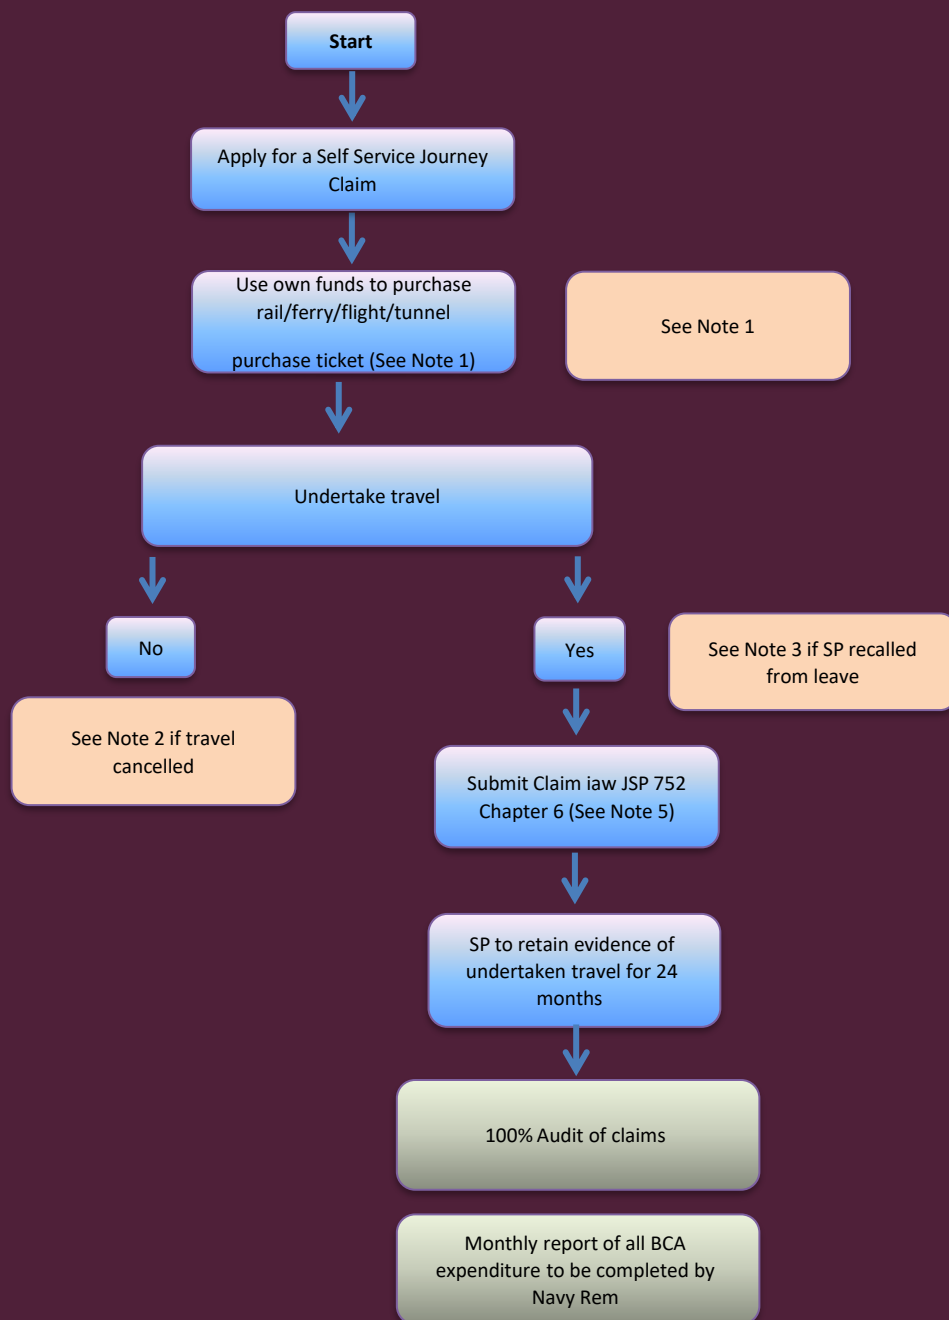 Start
Apply for a Self Service Journey
Claim
Use own funds to purchase
rail/ferry/flight/tunnel
purchase ticket (See Note 1)
See Note 1
Undertake travel
No
Yes
See Note 3 if SP recalled
from leave
See Note 2 if travel
cancelled
Submit Claim iaw JSP 752
Chapter 6 (See Note 5)
SP to retain evidence of
undertaken travel for 24
months
100% Audit of claims
Monthly report of all BCA
expenditure to be completed by
Navy Rem